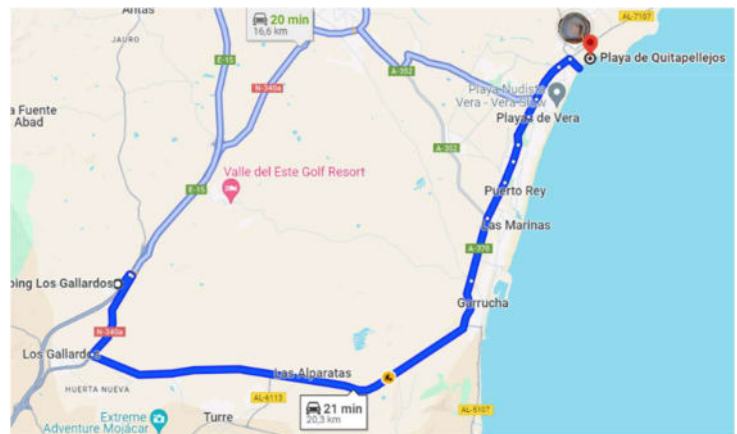 Antas
AL-7107
JAURO
20 min
16,6 km
E-15
N-340a
A-352
Playa de Quitapellejos
Playa Nudista
Vera - Vera
Playas de Vera
a Fuente
Abad
A-352
Valle del Este Golf Resort
E-15
Puerto Rey
Las Marinas
A-370
ping Los Gallardos
Garrucha
N-340a
Los Gallardos
Las Alparatas
HUERTA NUEVA
AL-6113
21 min
20,3 km
AL-5107
Extreme
Adventure Mojácar
Turre